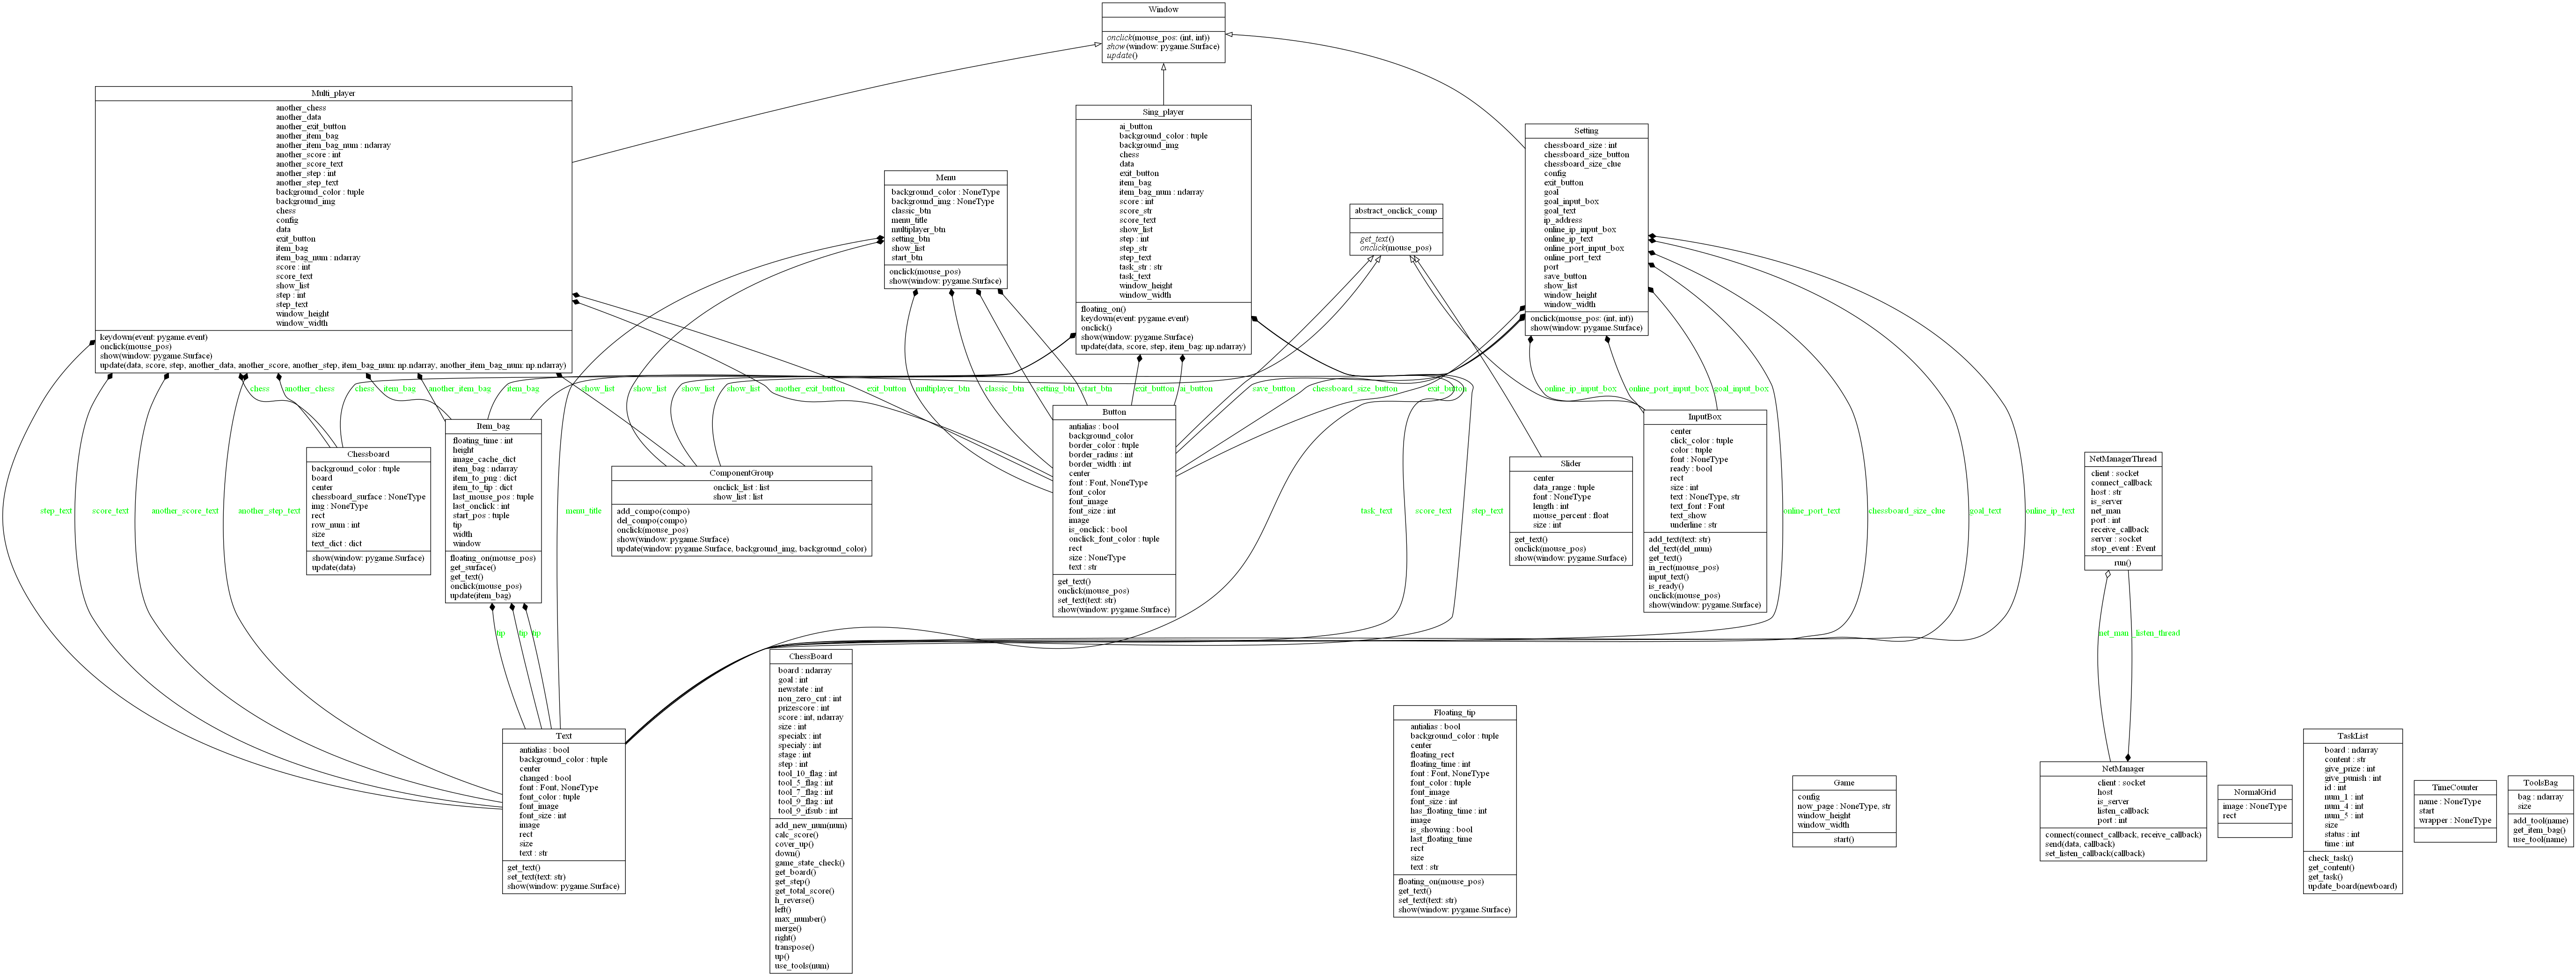 Window
onclick(mouse_pos: (int, int))
show(window: pygame.Surface)
update()
Multi_player
another_chess
another_data
another_exit_button
another_item_bag
another_item_bag_num : ndarray
another_score : int
another_score_text
another_step : int
another_step_text
background_color : tuple
background_img
chess
config
data
exit_button
item_bag
item_bag_num : ndarray
score : int
score_text
show_list
step : int
step_text
window_height
window_width
keydown(event: pygame.event)
onclick(mouse_pos)
show(window: pygame.Surface)
update(data, score, step, another_data, another_score, another_step, item_bag_num: np.ndarray, another_item_bag_num: np.ndarray)
Menu
background_color : NoneType
background_img : NoneType
classic_btn
menu_title
multiplayer_btn
setting_btn
show_list
start_btn
onclick(mouse_pos)
show(window: pygame.Surface)
Sing_player
ai_button
background_color : tuple
background_img
chess
data
exit_button
item_bag
item_bag_num : ndarray
score : int
score_str
score_text
show_list
step : int
step_str
step_text
task_str : str
task_text
window_height
window_width
floating_on()
keydown(event: pygame.event)
onclick()
show(window: pygame.Surface)
update(data, score, step, item_bag: np.ndarray)
abstract_onclick_comp
get_text()
onclick(mouse_pos)
Setting
chessboard_size : int
chessboard_size_button
chessboard_size_clue
config
exit_button
goal
goal_input_box
goal_text
ip_address
online_ip_input_box
online_ip_text
online_port_input_box
online_port_text
port
save_button
show_list
window_height
window_width
onclick(mouse_pos: (int, int))
show(window: pygame.Surface)
chess
another_chess
chess
item_bag
another_item_bag
item_bag
show_list
show_list
show_list
show_list
another_exit_button
exit_button
multiplayer_btn
classic_btn
setting_btn
start_btn
exit_button
ai_button
save_button
chessboard_size_button
exit_button
online_ip_input_box
online_port_input_box
goal_input_box
Chessboard
background_color : tuple
board
center
chessboard_surface : NoneType
img : NoneType
rect
row_num : int
size
text_dict : dict
show(window: pygame.Surface)
update(data)
Item_bag
floating_time : int
height
image_cache_dict
item_bag : ndarray
item_to_png : dict
item_to_tip : dict
last_mouse_pos : tuple
last_onclick : int
start_pos : tuple
tip
width
window
floating_on(mouse_pos)
get_surface()
get_text()
onclick(mouse_pos)
update(item_bag)
ComponentGroup
onclick_list : list
show_list : list
add_compo(compo)
del_compo(compo)
onclick(mouse_pos)
show(window: pygame.Surface)
update(window: pygame.Surface, background_img, background_color)
Button
antialias : bool
background_color
border_color : tuple
border_radius : int
border_width : int
center
font : Font, NoneType
font_color
font_image
font_size : int
image
is_onclick : bool
onclick_font_color : tuple
rect
size : NoneType
text : str
get_text()
onclick(mouse_pos)
set_text(text: str)
show(window: pygame.Surface)
Slider
center
data_range : tuple
font : NoneType
length : int
mouse_percent : float
size : int
get_text()
onclick(mouse_pos)
show(window: pygame.Surface)
InputBox
center
click_color : tuple
color : tuple
font : NoneType
ready : bool
rect
size : int
text : NoneType, str
text_font : Font
text_show
underline : str
add_text(text: str)
del_text(del_num)
get_text()
in_rect(mouse_pos)
input_text()
is_ready()
onclick(mouse_pos)
show(window: pygame.Surface)
NetManagerThread
client : socket
connect_callback
host : str
is_server
net_man
port : int
receive_callback
server : socket
stop_event : Event
run()
step_text
score_text
another_score_text
another_step_text
menu_title
task_text
score_text
step_text
online_port_text
chessboard_size_clue
goal_text
online_ip_text
tip
tip
tip
net_man
_listen_thread
Text
antialias : bool
background_color : tuple
center
changed : bool
font : Font, NoneType
font_color : tuple
font_image
font_size : int
image
rect
size
text : str
get_text()
set_text(text: str)
show(window: pygame.Surface)
ChessBoard
board : ndarray
goal : int
newstate : int
non_zero_cnt : int
prizescore : int
score : int, ndarray
size : int
specialx : int
specialy : int
stage : int
step : int
tool_10_flag : int
tool_5_flag : int
tool_7_flag : int
tool_9_flag : int
tool_9_ifsub : int
add_new_num(num)
calc_score()
cover_up()
down()
game_state_check()
get_board()
get_step()
get_total_score()
h_reverse()
left()
max_number()
merge()
right()
transpose()
up()
use_tools(num)
Floating_tip
antialias : bool
background_color : tuple
center
floating_rect
floating_time : int
font : Font, NoneType
font_color : tuple
font_image
font_size : int
has_floating_time : int
image
is_showing : bool
last_floating_time
rect
size
text : str
floating_on(mouse_pos)
get_text()
set_text(text: str)
show(window: pygame.Surface)
Game
config
now_page : NoneType, str
window_height
window_width
start()
NetManager
client : socket
host
is_server
listen_callback
port : int
connect(connect_callback, receive_callback)
send(data, callback)
set_listen_callback(callback)
NormalGrid
image : NoneType
rect
TaskList
board : ndarray
content : str
give_prize : int
give_punish : int
id : int
num_1 : int
num_4 : int
num_5 : int
size
status : int
time : int
check_task()
get_content()
get_task()
update_board(newboard)
TimeCounter
name : NoneType
start
wrapper : NoneType
ToolsBag
bag : ndarray
size
add_tool(name)
get_item_bag()
use_tool(name)